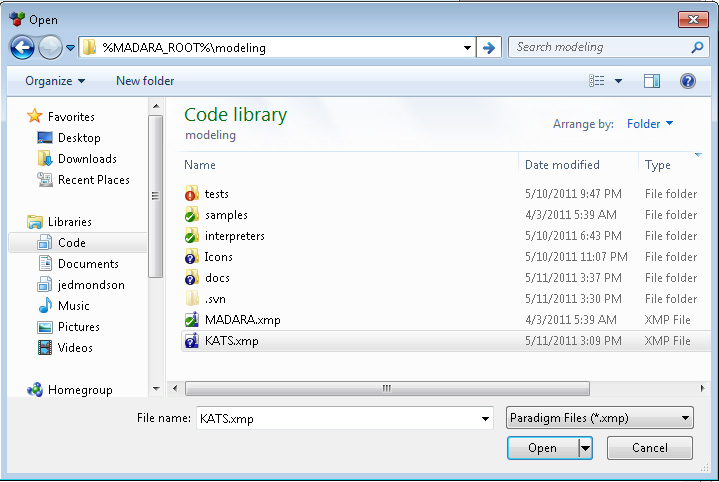 Open
%MADARA_ROOT%\modeling
Search modeling
Organize
New folder
Favorites
Desktop
Downloads
Recent Places
Libraries
Code
Documents
jedmondson
Music
Pictures
Videos
Homegroup
Code library
modeling
Arrange by: Folder
Name Date modified Type
tests 5/10/2011 9:47 PM File folder
samples 4/3/2011 5:39 AM File folder
interpreters 5/10/2011 6:43 PM File folder
Icons 5/10/2011 11:07 PM File folder
docs 5/11/2011 3:37 PM File folder
.svn 5/11/2011 3:30 PM File folder
MADARA.xmp 4/3/2011 5:39 AM XMP File
KATS.xmp 5/11/2011 3:09 PM XMP File
File name: KATS.xmp Paradigm Files (*.xmp)
Open Cancel